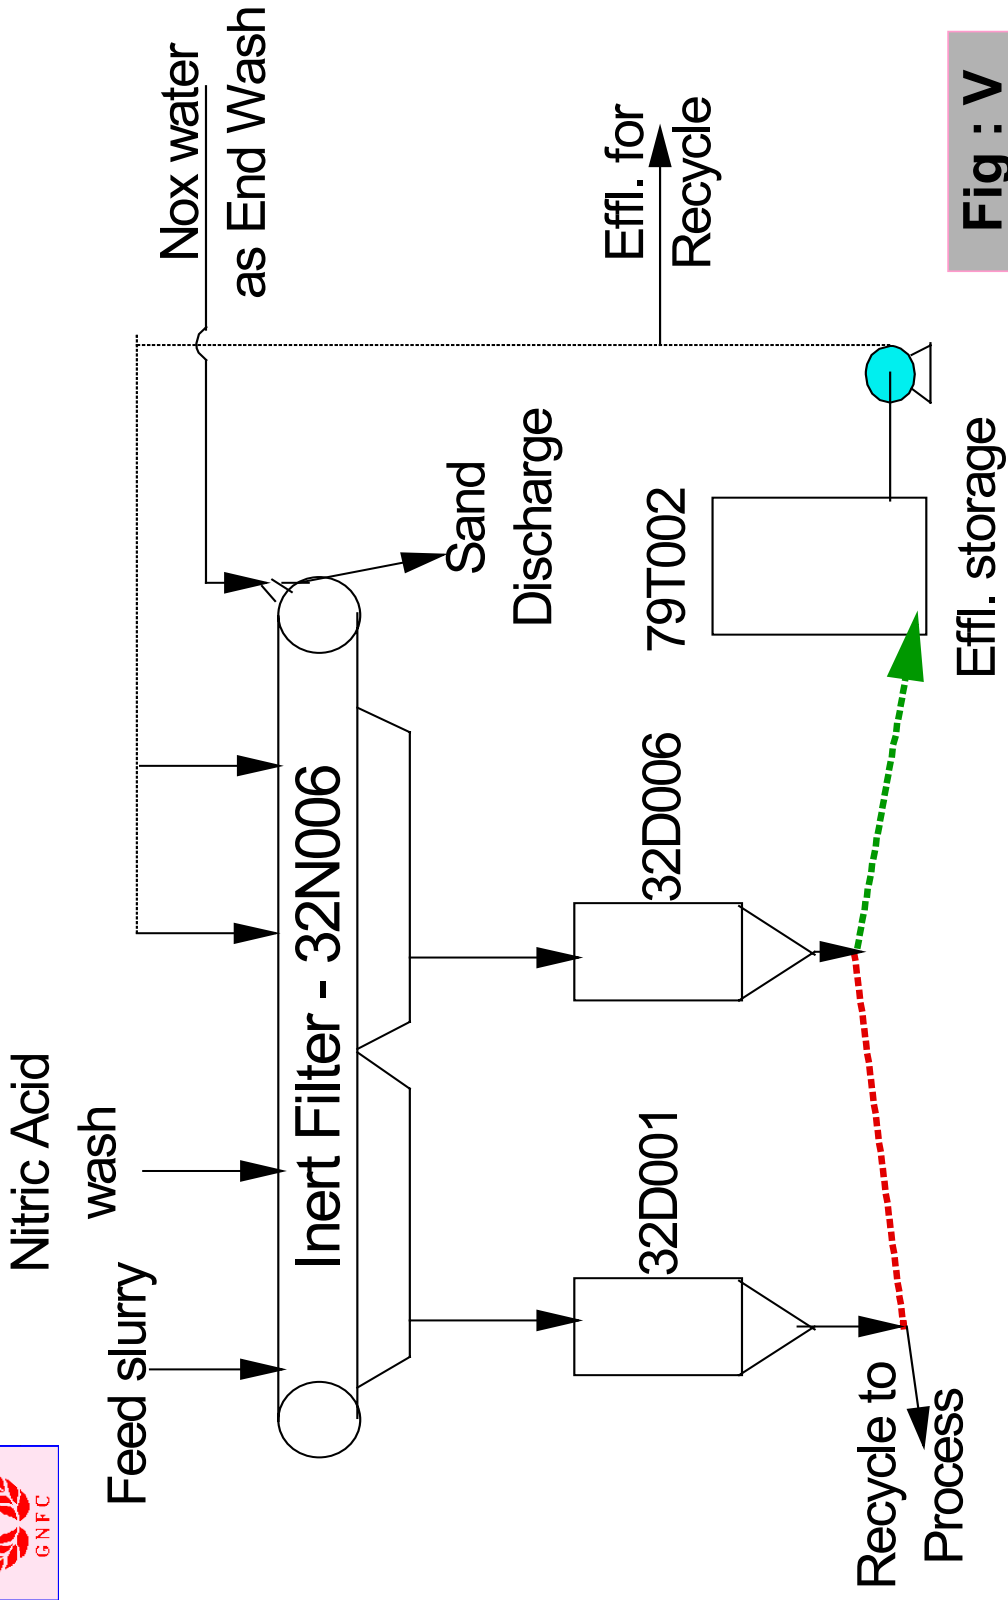 GNFC
Nitric Acid
wash
Feed slurry
Nox water
as End Wash
Inert Filter - 32N006
Sand
Discharge
Effl. for
Recycle
32D001
32D006
79T002
Recycle to
Process
Effl. storage
Fig : V